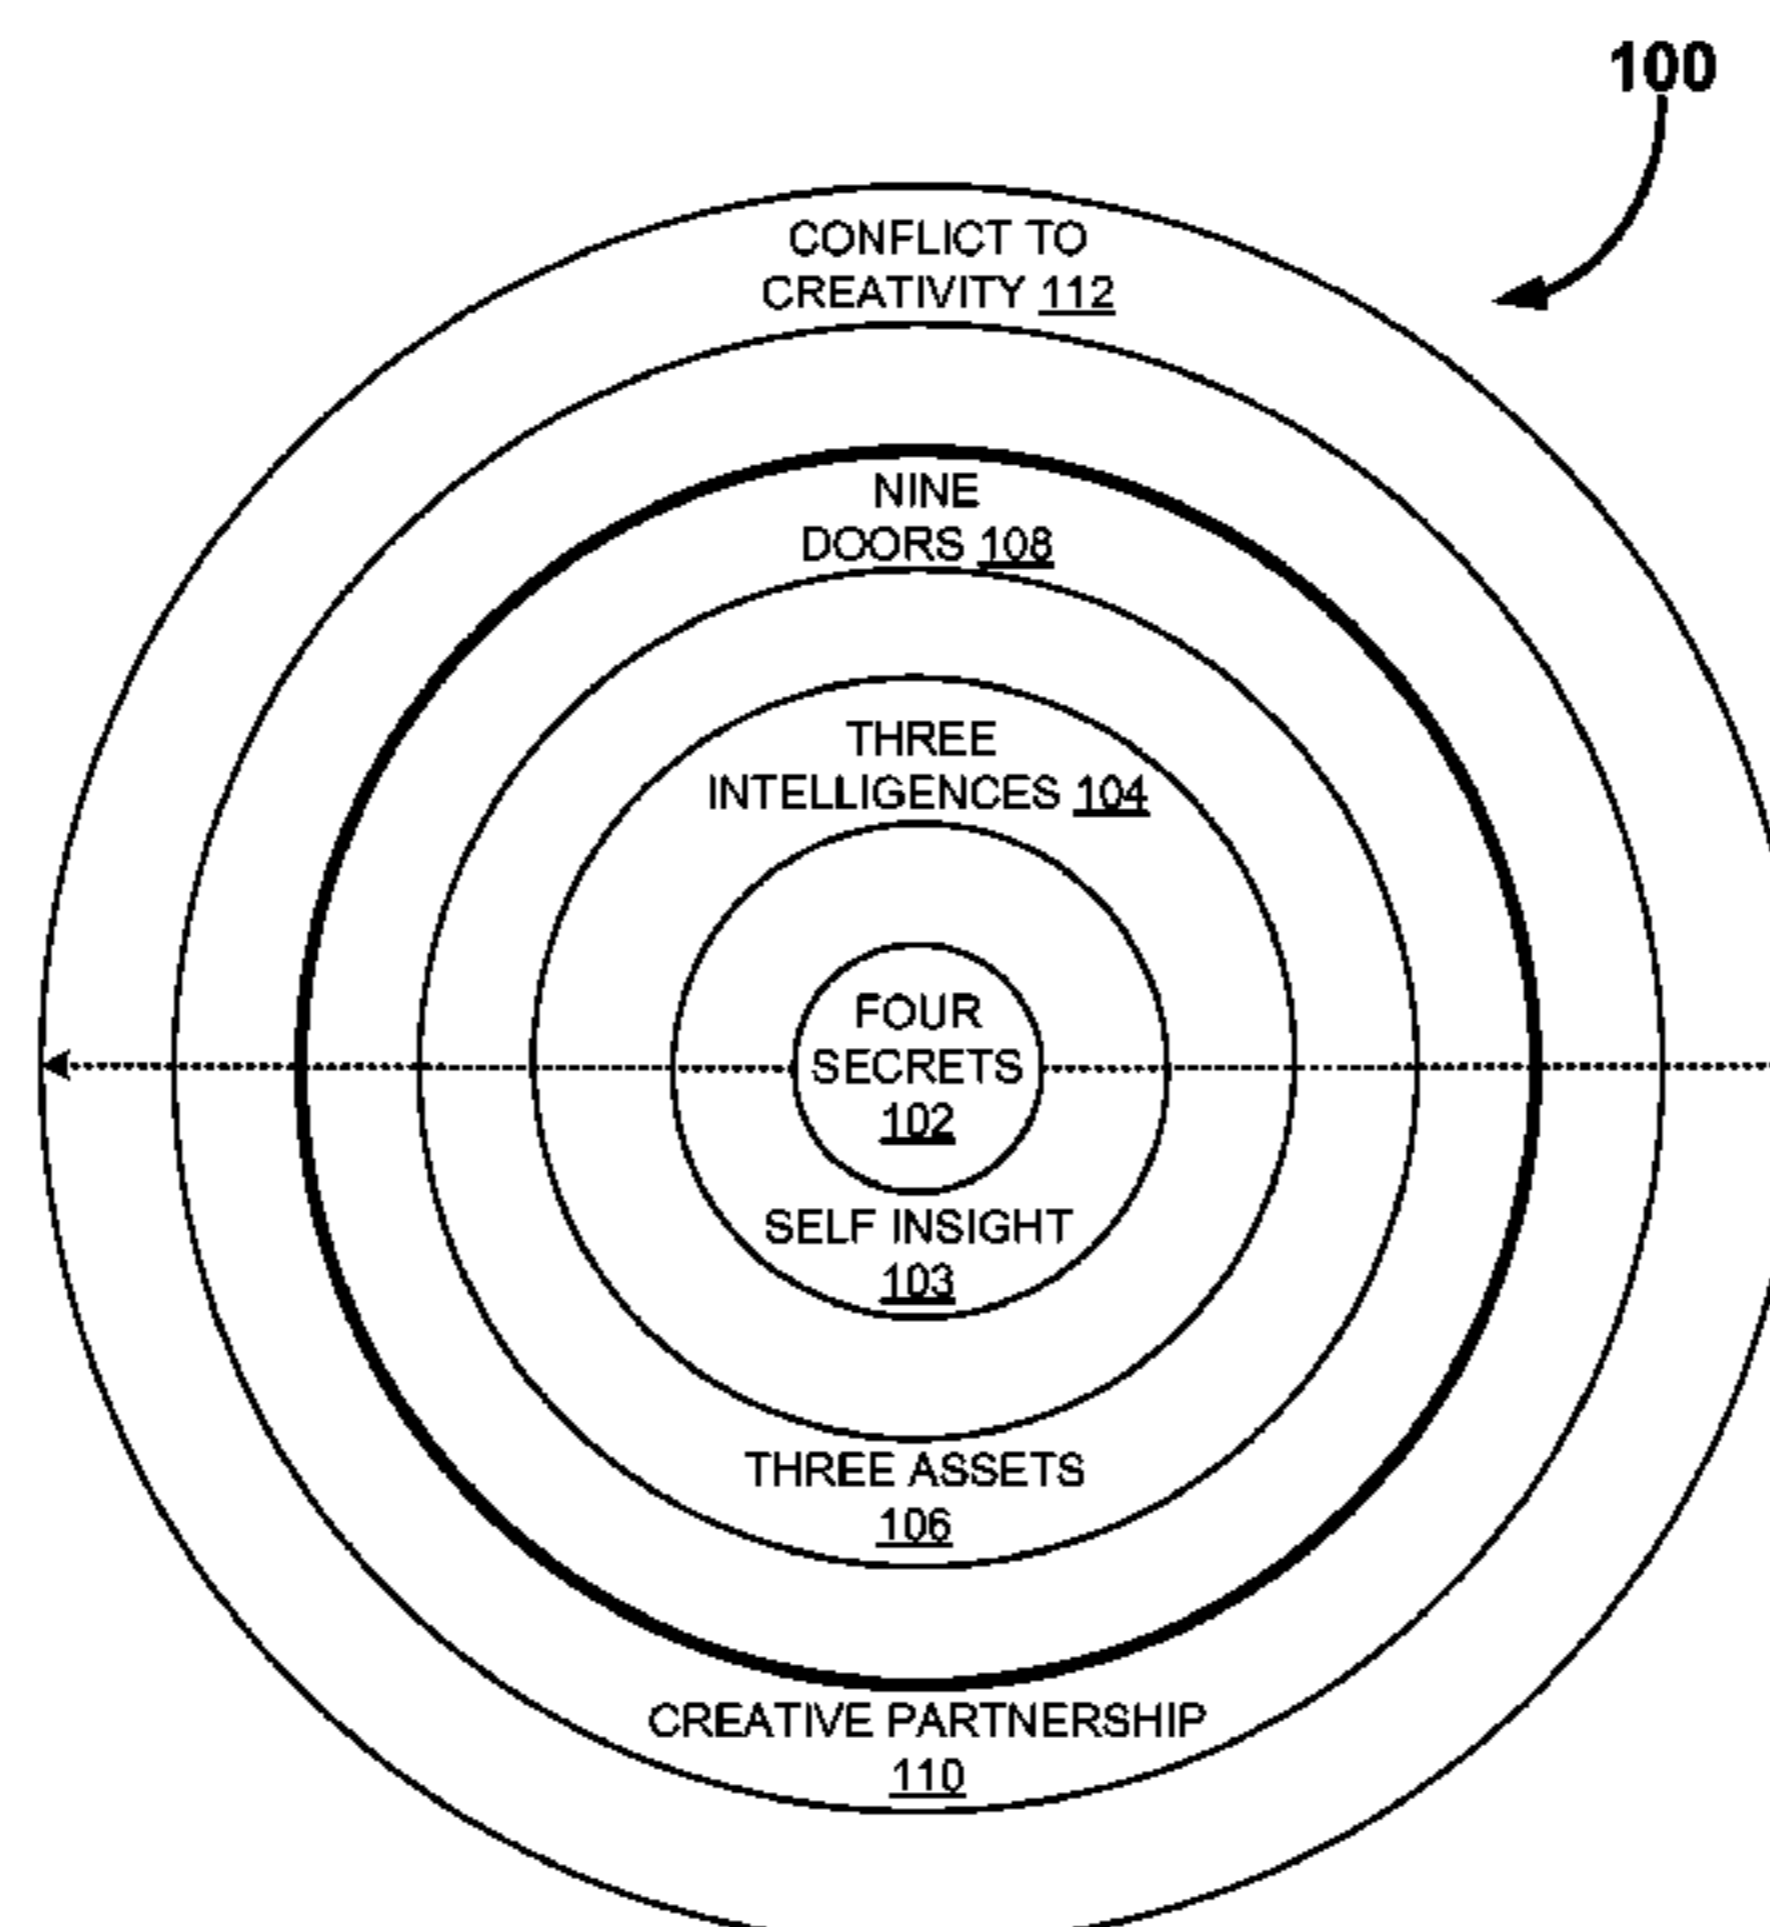 100
CONFLICT TO
CREATIVITY 112
NINE
DOORS 108
THREE
INTELLIGENCES 104
FOUR
SECRETS
102
SELF INSIGHT
103
THREE ASSETS
106
CREATIVE PARTNERSHIP
110